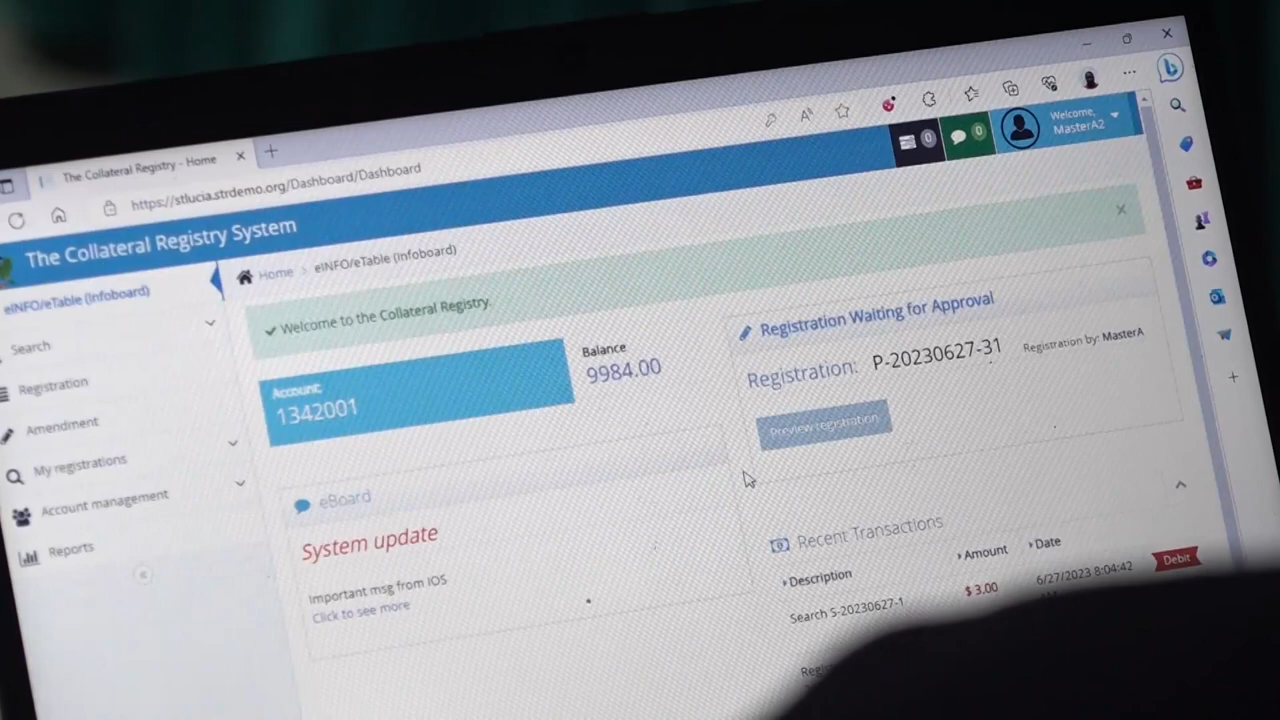 The Collateral Registry - Home
https://stlucia.strdemo.org/Dashboard/Dashboard
The Collateral Registry System
0
0
Welcome,
MasterA2
eINFO/eTable (Infoboard)
Search
Registration
Amendment
My registrations
Account management
Reports
Home > eINFO/eTable (Infoboard)
Welcome to the Collateral Registry.
Account:
1342001
Balance
9984.00
Registration Waiting for Approval
Registration: P-20230627-31 Registration by: MasterA
Preview registration
eBoard
System update
Important msg from IOS
Click to see more
Recent Transactions
Description Amount Date
Search S-20230627-1 $ 3.00 6/27/2023 8:04:42 Debit